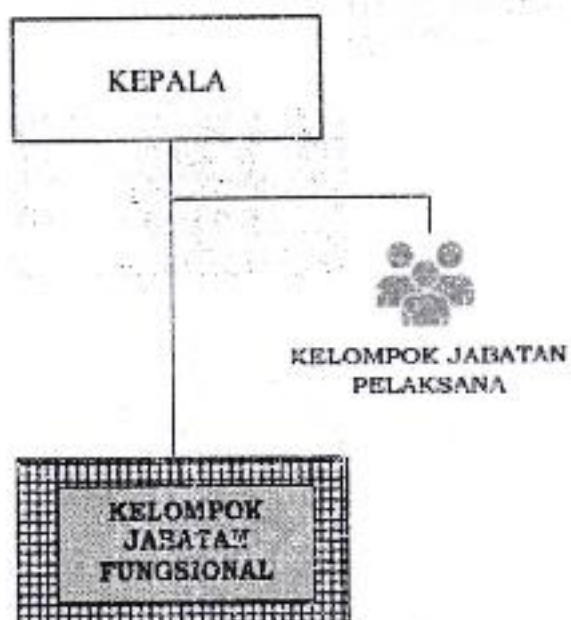 KEPALA
KELOMPOK JABATAN
PELAKSANA
KELOMPOK
JABATAN
FUNGSIONAL